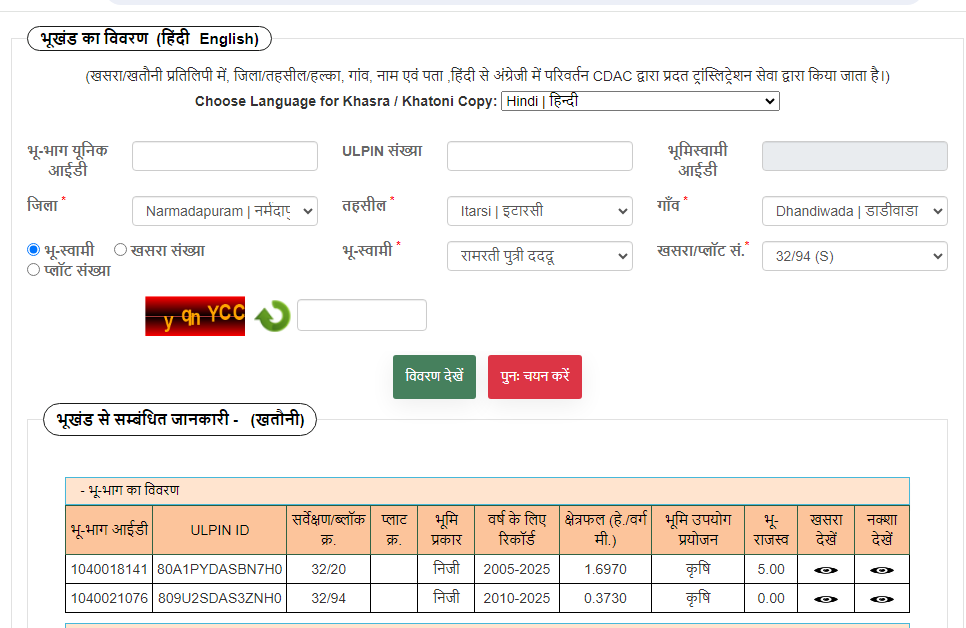 भूखंड का विवरण (हिंदी English)
(खसरा/खतौनी प्रतिलिपी में, जिला/तहसील/हल्का, गांव, नाम एवं पता ,हिंदी से अंग्रेजी में परिवर्तन CDAC द्वारा प्रदत ट्रांस्लिट्रेशन सेवा द्वारा किया जाता है।)
Choose Language for Khasra / Khatoni Copy: Hindi | हिन्दी
भू-भाग यूनिक आईडी ULPIN संख्या भूमिस्वामी आईडी
जिला * Narmadapuram | नर्मदापु तहसील * Itarsi | इटारसी गाँव * Dhandiwada | डाडीवाडा
भू-स्वामी खसरा संख्या प्लॉट संख्या भू-स्वामी * रामरती पुत्री ददद्दू खसरा/प्लॉट सं.* 32/94 (S)
y qn YCC
विवरण देखें पुनः चयन करें
भूखंड से सम्बंधित जानकारी - (खतौनी)
- भू-भाग का विवरण
भू-भाग आईडी ULPIN ID सर्वेक्षण/ब्लॉक क्र. प्लाट क्र. भूमि प्रकार वर्ष के लिए रिकॉर्ड क्षेत्रफल (हे./वर्ग मी.) भूमि उपयोग प्रयोजन भू-राजस्व खसरा देखें नक्शा देखें
1040018141 80A1PYDASBN7H0 32/20 निजी 2005-2025 1.6970 कृषि 5.00
1040021076 809U2SDAS3ZNH0 32/94 निजी 2010-2025 0.3730 कृषि 0.00